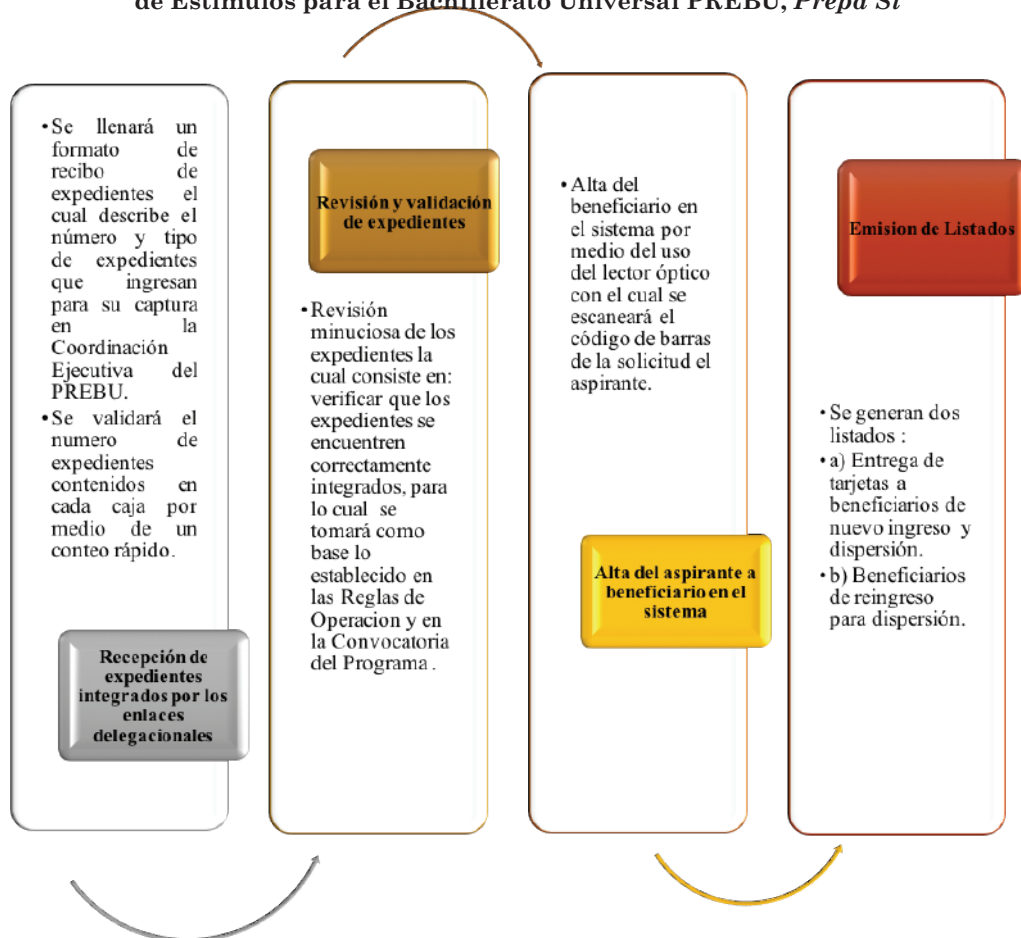 de Estímulos para el Bachillerato Universal PREBU, Prepa Sí
•Se llenará un
formato de
recibo de
expedientes el
cual describe el
número y tipo
de expedientes
que ingresan
para su captura
en la
Coordinación
Ejecutiva del
PREBU.
•Se validará el
numero de
expedientes
contenidos en
cada caja por
medio de un
conteo rápido.
Recepción de
expedientes
integrados por los
enlaces
delegacionales
Revisión y validación
de expedientes
•Revisión
minuciosa de los
expedientes la
cual consiste en:
verificar que los
expedientes se
encuentren
correctamente
integrados, para
lo cual se
tomará como
base lo
establecido en
las Reglas de
Operacion y en
la Convocatoria
del Programa .
•Alta del
beneficiario en
el sistema por
medio del uso
del lector óptico
con el cual se
escaneará el
código de barras
de la solicitud el
aspirante.
Alta del aspirante a
beneficiario en el
sistema
Emision de Listados
•Se generan dos
listados :
•a) Entrega de
tarjetas a
beneficiarios de
nuevo ingreso y
dispersión.
•b) Beneficiarios
de reingreso
para dispersión.